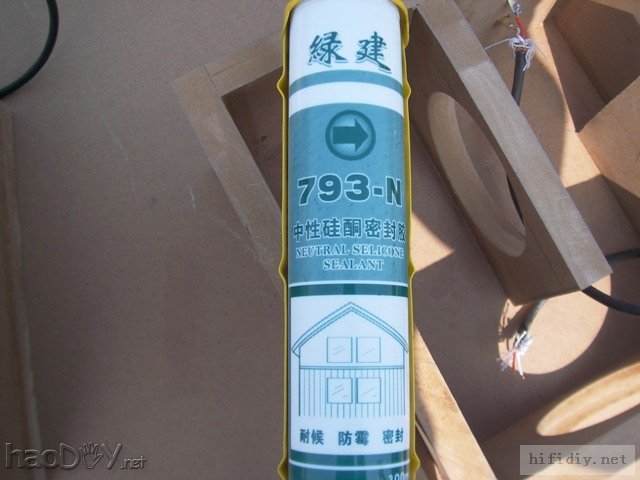 綠建
793-N
中性硅酮密封胶
NEUTRAL SELICONE
SEALANT
耐候 防霉 密封
haoDIy.net
hifidiy.net